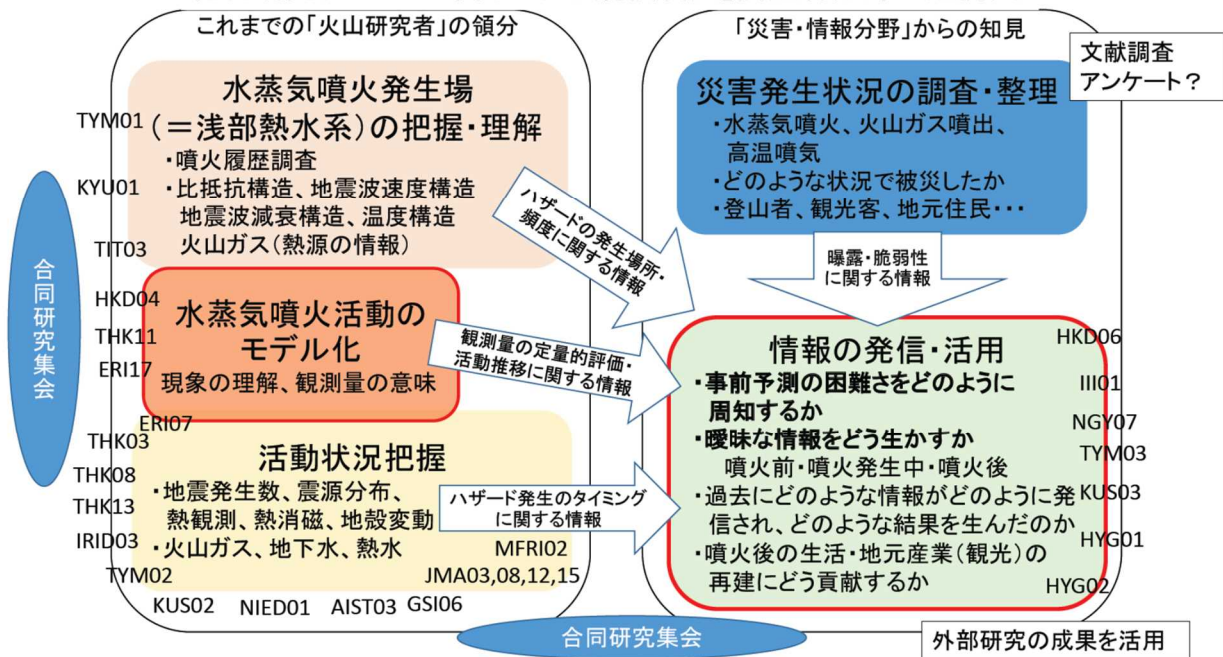 これまでの「火山研究者」の領分
水蒸気噴火発生場
(=浅部熱水系)の把握・理解
・噴火履歴調査
・比抵抗構造、地震波速度構造
地震波減衰構造、温度構造
火山ガス(熱源の情報)
水蒸気噴火活動の
モデル化
現象の理解、観測量の意味
活動状況把握
・地震発生数、震源分布、
熱観測、熱消磁、地殻変動
・火山ガス、地下水、熱水
TYM01
KYU01
TIT03
HKD04
THK11
ERI17
ERI07
THK03
THK08
THK13
IRID03
TYM02
KUS02
NIED01
AIST03
GSI06
MFRI02
JMA03,08,12,15
合同研究集会
ハザードの発生場所・
頻度に関する情報
観測量の定量的評価・
活動推移に関する情報
ハザード発生のタイミング
に関する情報
「災害・情報分野」からの知見
文献調査
アンケート?
災害発生状況の調査・整理
・水蒸気噴火、火山ガス噴出、
高温噴気
・どのような状況で被災したか
・登山者、観光客、地元住民・・・
曝露・脆弱性
に関する情報
情報の発信・活用
・事前予測の困難さをどのように
周知するか
・曖昧な情報をどう生かすか
噴火前・噴火発生中・噴火後
・過去にどのような情報がどのように発
信され、どのような結果を生んだのか
・噴火後の生活・地元産業(観光)の
再建にどう貢献するか
HKD06
III01
NGY07
TYM03
KUS03
HYG01
HYG02
合同研究集会
外部研究の成果を活用